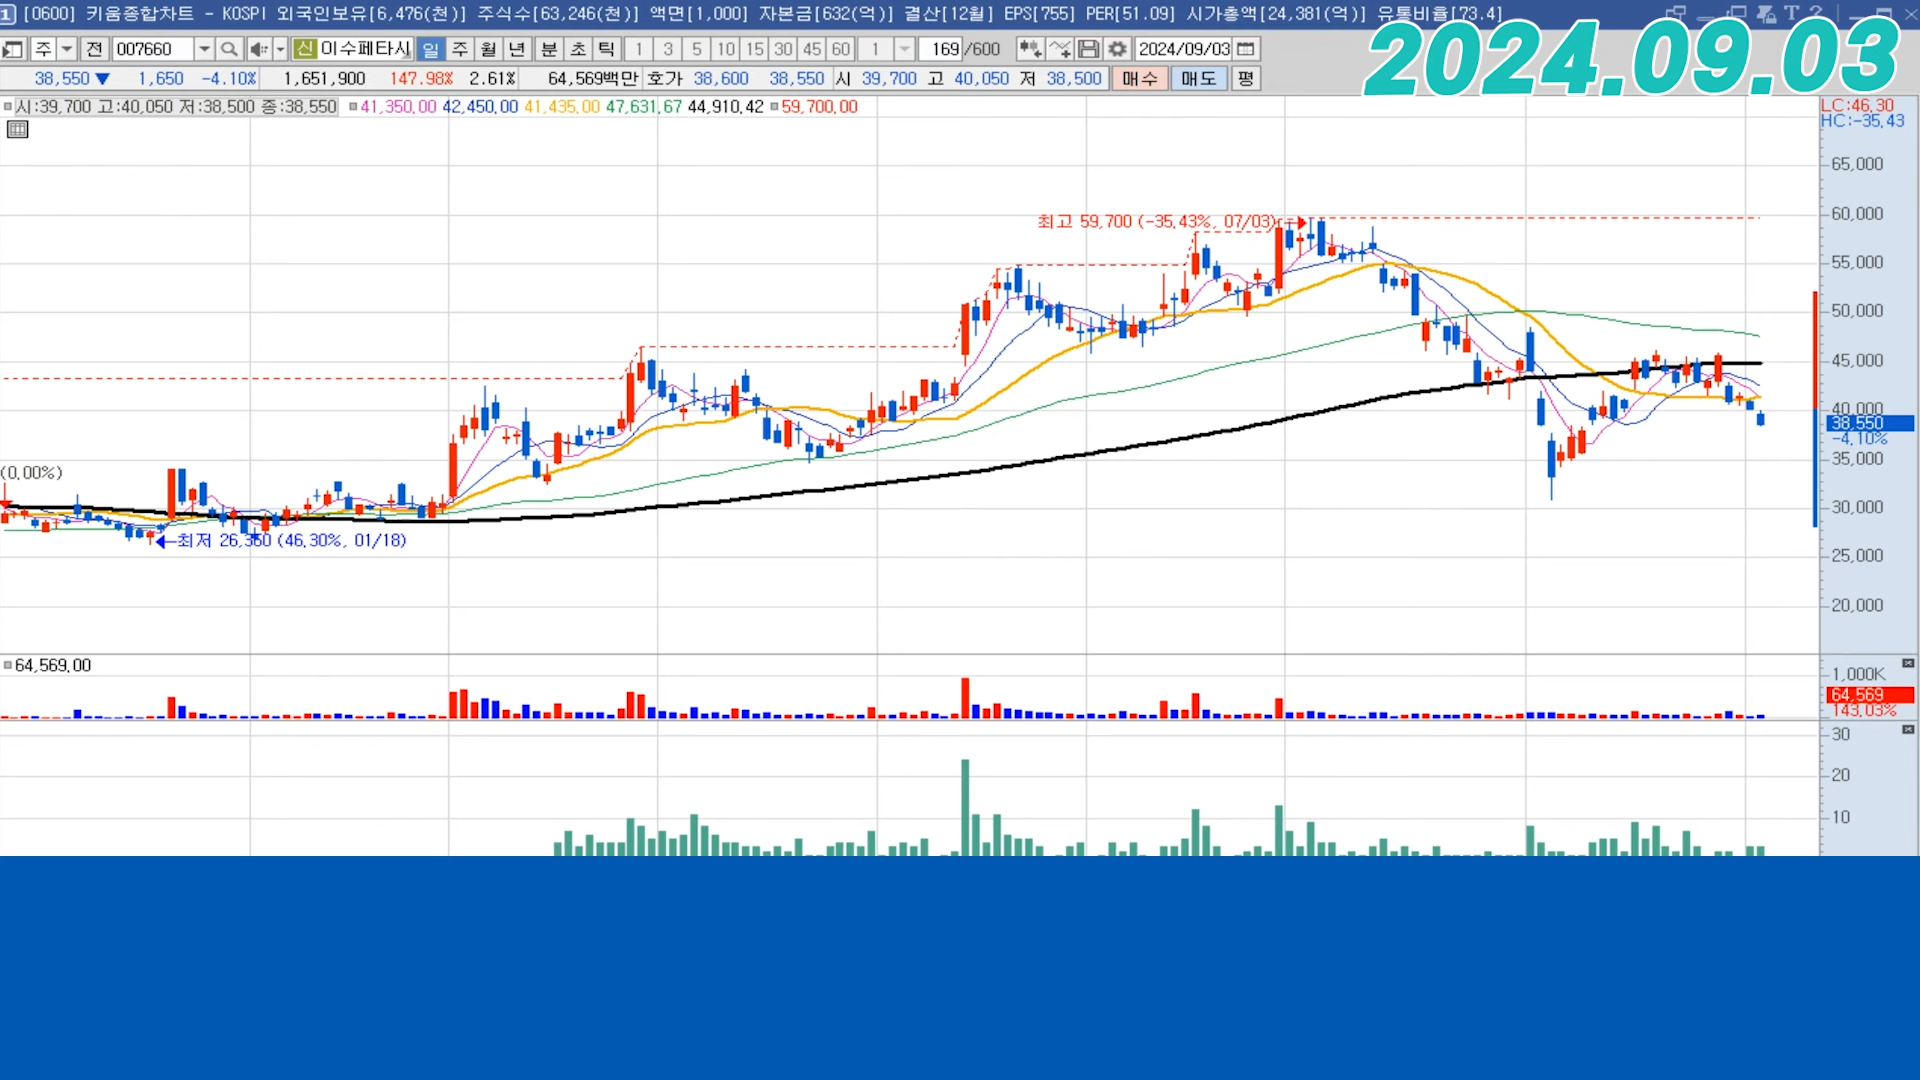 1 [0600] 키움종합차트 - KOSPI 외국인보유[6,476(천)] 주식수[63,246(천)] 액면[1,000] 자본금[632(억)] 결산[12월] EPS[755] PER[51.09] 시가총액[24,381(억)] 유통비율[73.4]
2024.09.03
주 전 007660 신 이수페타시 일 주 월 년 분 초 틱 1 3 5 10 15 30 45 60 1 169 /600 2024/09/03
38,550 ▼ 1,650 -4.10% 1,651,900 147.98% 2.61% 64,569백만 호가 38,600 38,550 시 39,700 고 40,050 저 38,500 매수 매도 평
시:39,700 고:40,050 저:38,500 종:38,550 41,350.00 42,450.00 41,435.00 47,631.67 44,910.42 59,700.00
LC:46.30
HC:-35.43
65,000
60,000
최고 59,700 (-35.43%, 07/03)
55,000
50,000
45,000
40,000
38,550
-4.10%
35,000
(0.00%)
30,000
최저 26,350 (46.30%, 01/18)
25,000
20,000
64,569.00
1,000K
64,569
143.03%
30
20
10